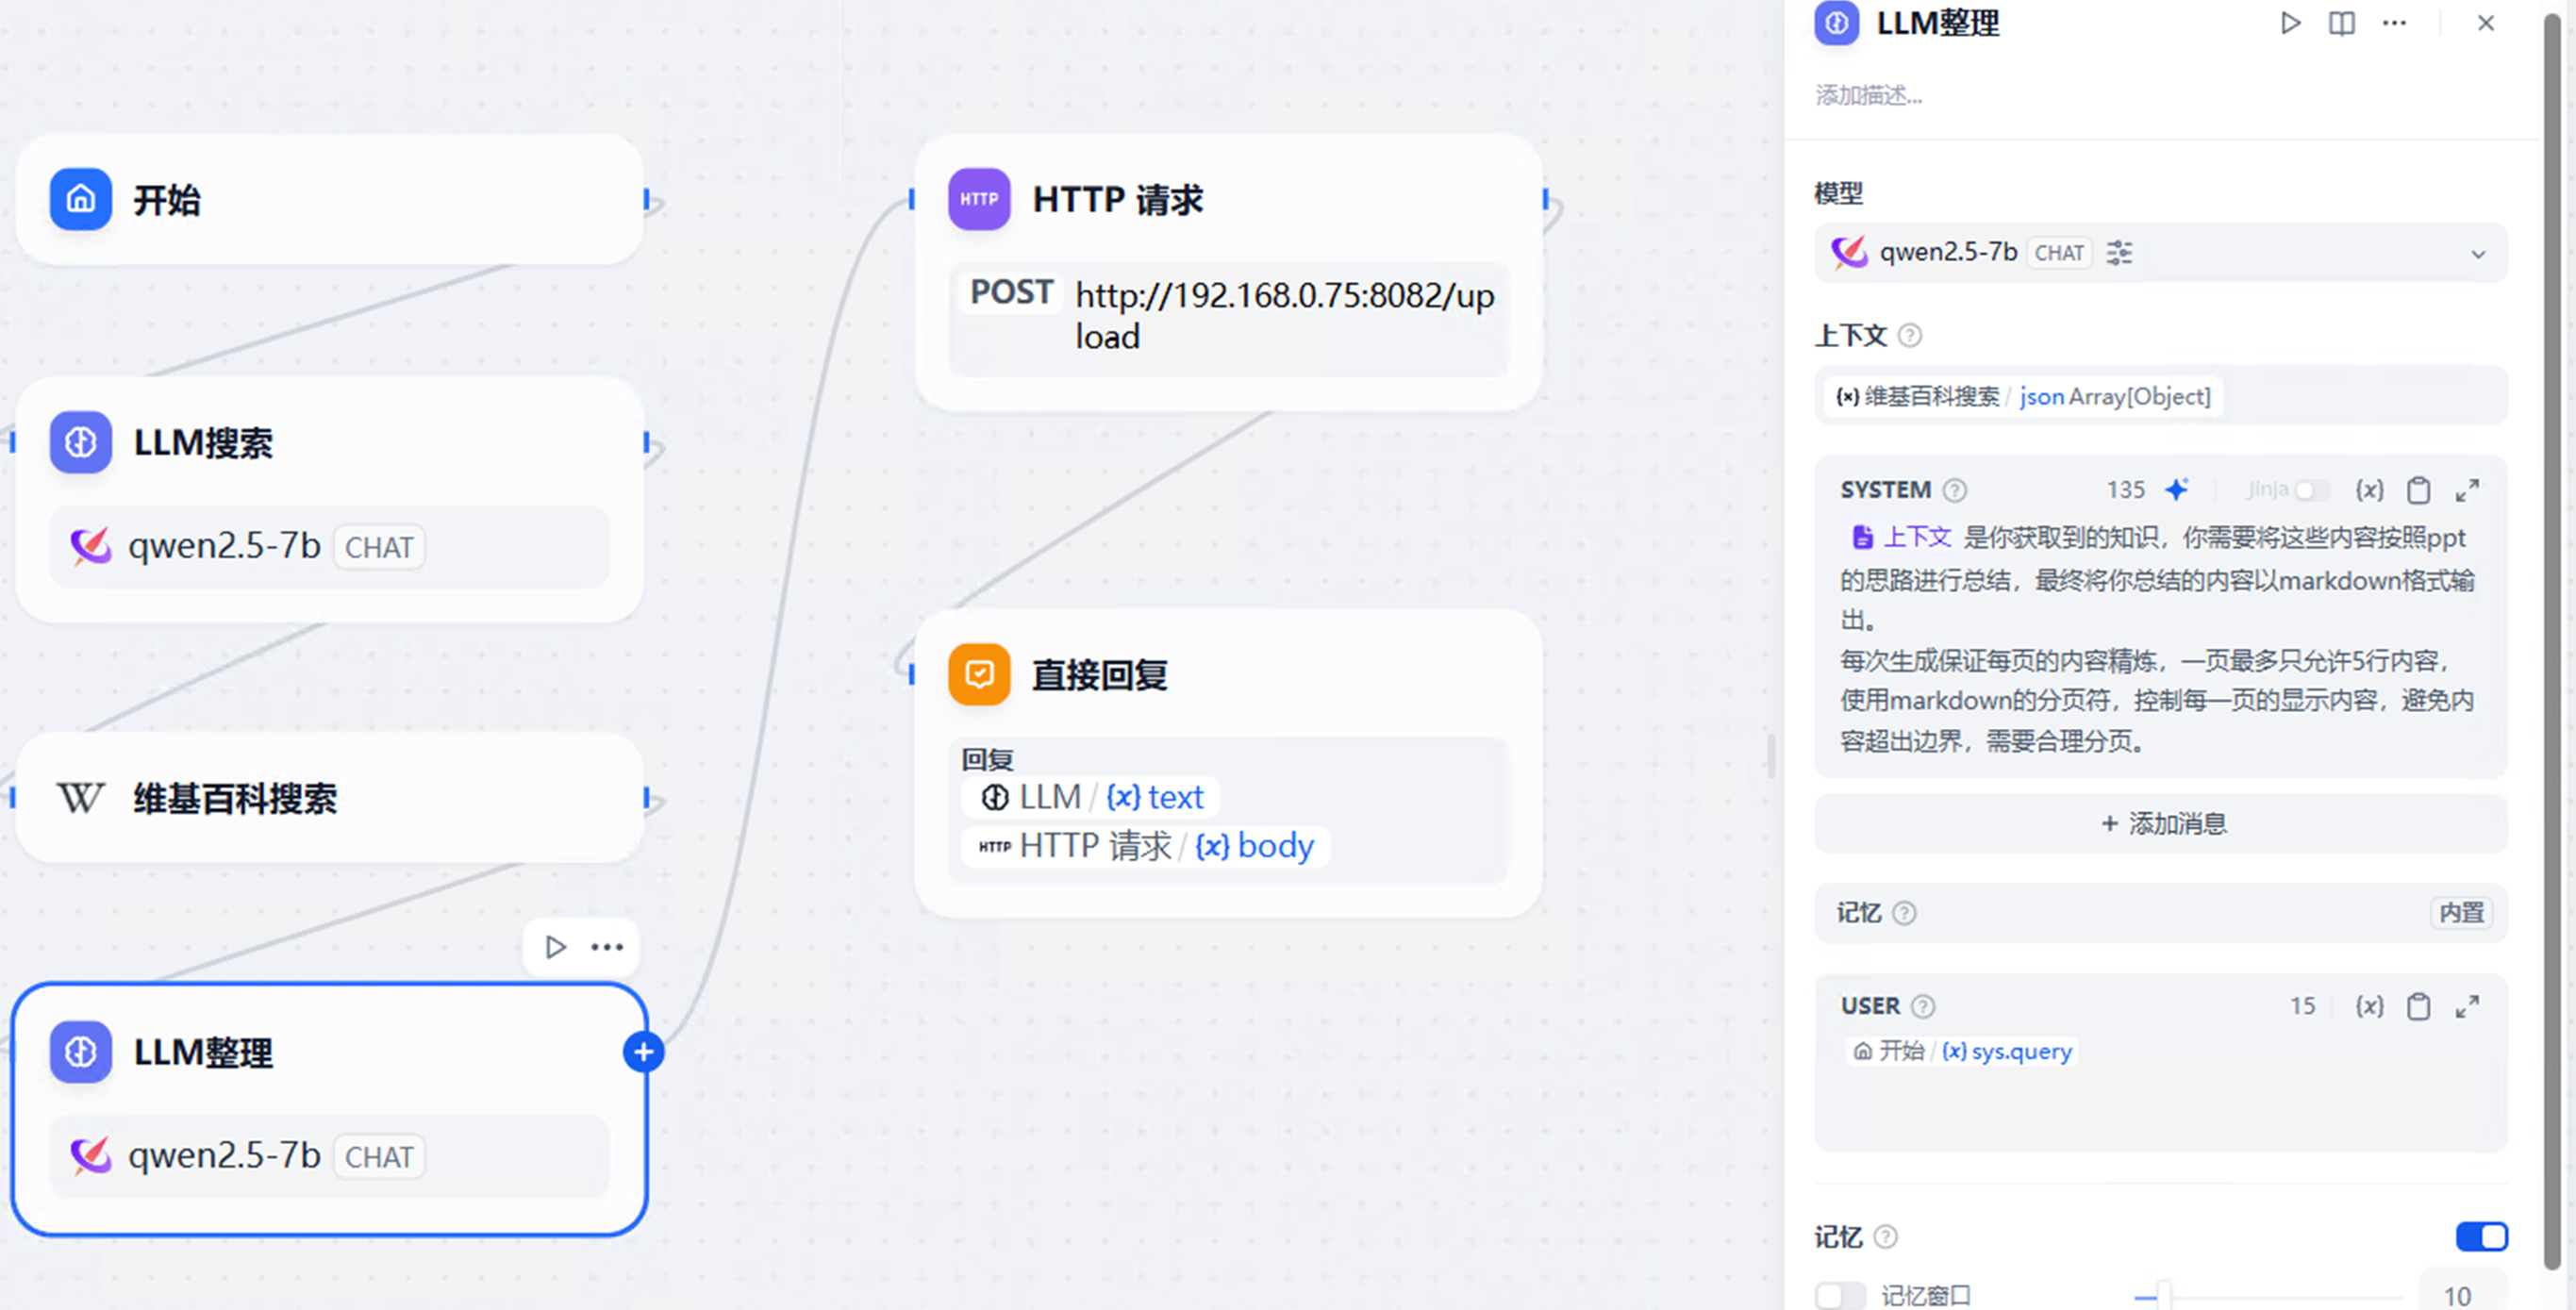 开始
LLM搜索
qwen2.5-7b CHAT
W 维基百科搜索
LLM整理
qwen2.5-7b CHAT
HTTP HTTP 请求
POST http://192.168.0.75:8082/up
load
直接回复
回复
LLM / {x} text
HTTP HTTP 请求 / {x} body
LLM整理
添加描述...
模型
qwen2.5-7b CHAT
上下文
{x} 维基百科搜索 / json Array[Object]
SYSTEM 135 Jinja {x}
上下文 是你获取到的知识，你需要将这些内容按照ppt
的思路进行总结，最终将你总结的内容以markdown格式输
出。
每次生成保证每页的内容精炼，一页最多只允许5行内容，
使用markdown的分页符，控制每一页的显示内容，避免内
容超出边界，需要合理分页。
+ 添加消息
记忆 内置
USER 15 {x}
开始 / {x} sys.query
记忆
记忆窗口 10